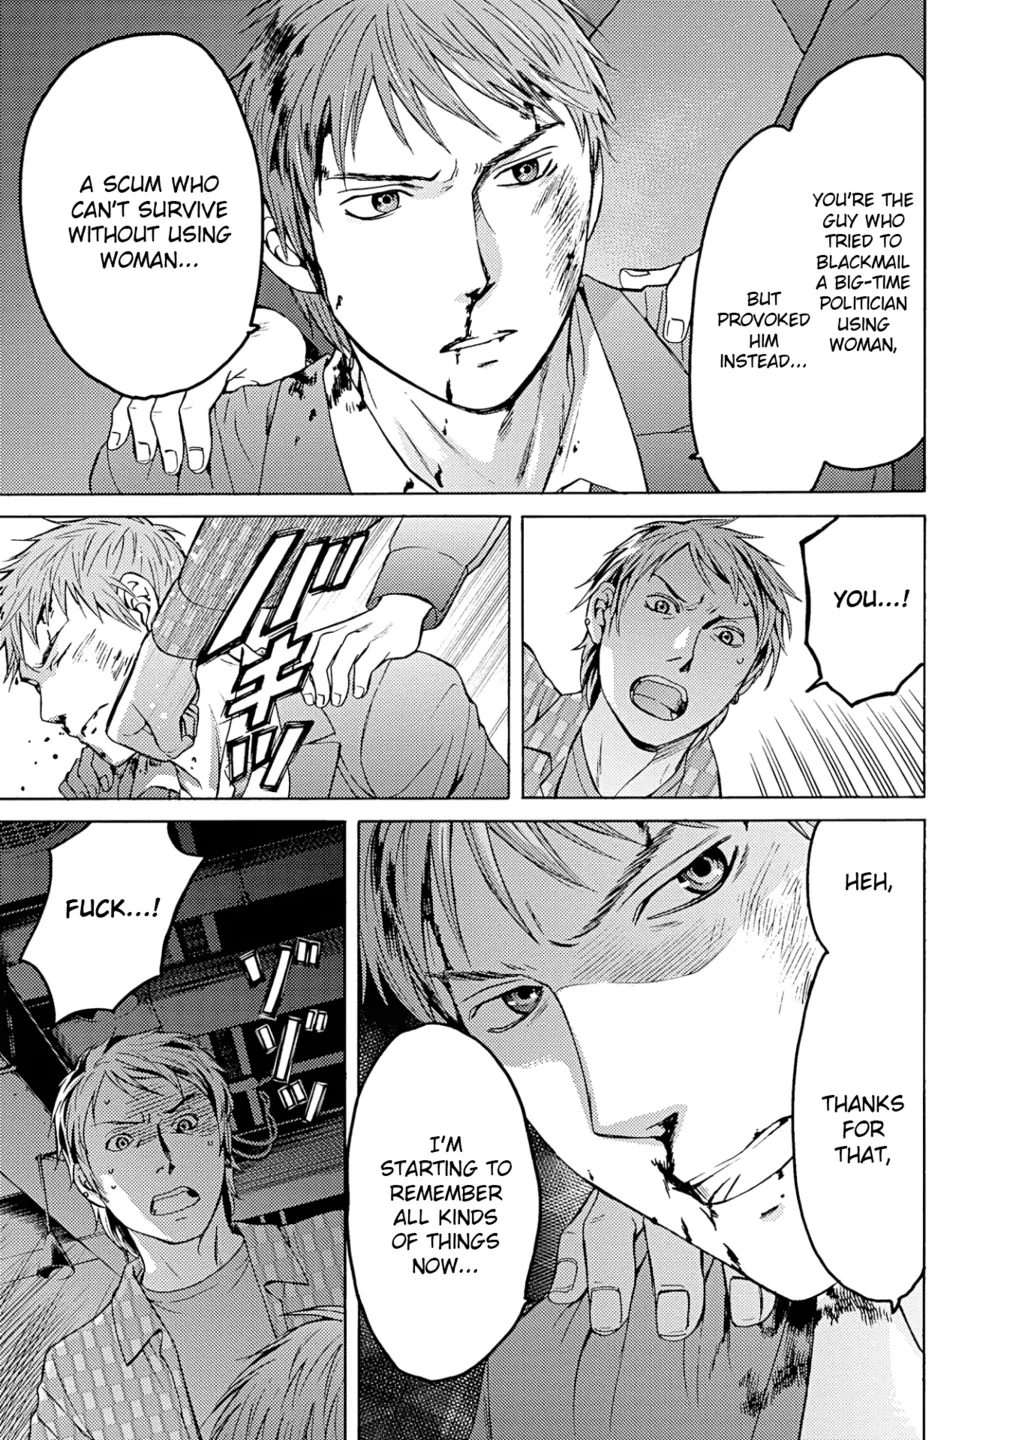 YOU'RE THE
GUY WHO
TRIED TO
BLACKMAIL
A BIG-TIME
POLITICIAN
USING
WOMAN,
BUT
PROVOKED
HIM
INSTEAD...
A SCUM WHO
CAN'T SURVIVE
WITHOUT USING
WOMAN...
YOU...!
バキッ
HEH,
THANKS
FOR
THAT,
I'M
STARTING TO
REMEMBER
ALL KINDS
OF THINGS
NOW...
FUCK...!
ゾゾッ